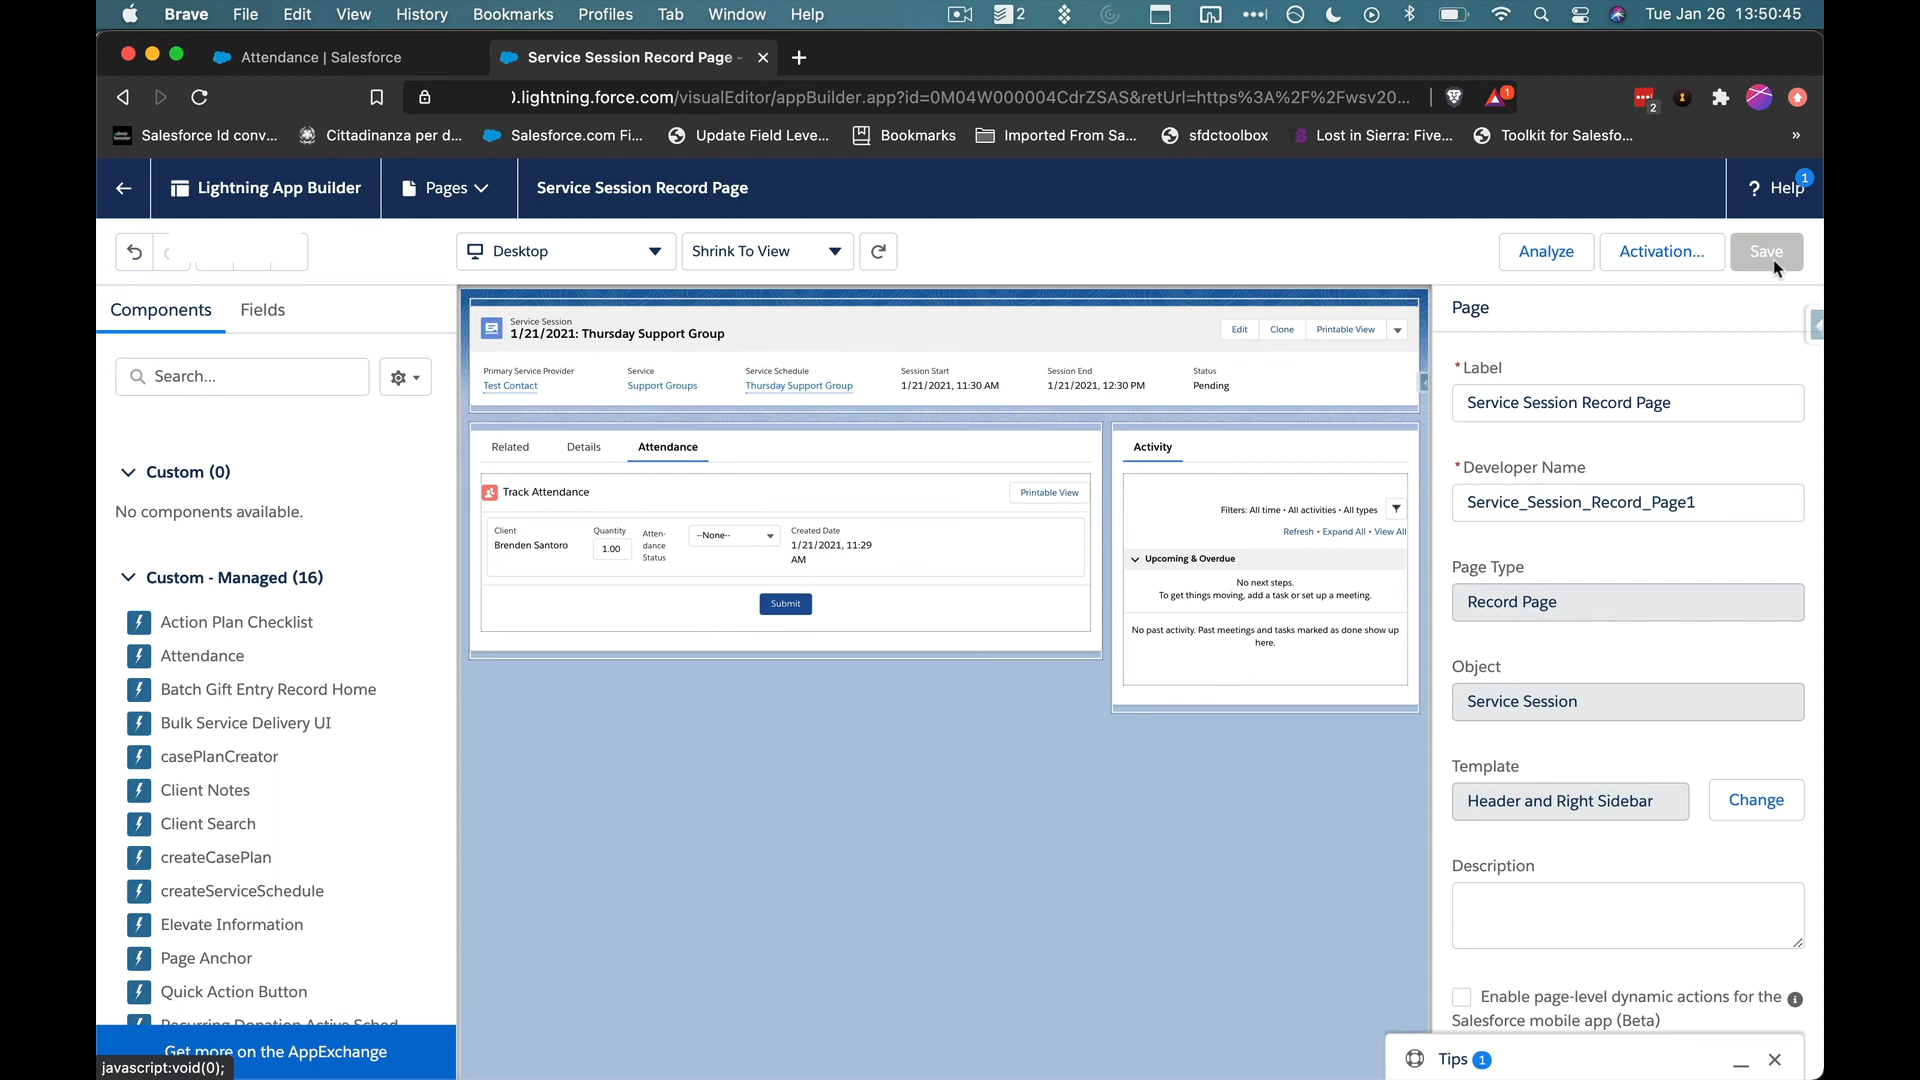 Brave File Edit View History Bookmarks Profiles Tab Window Help 2 Tue Jan 26 13:50:45
Attendance | Salesforce
Service Session Record Page -
).lightning.force.com/visualEditor/appBuilder.app?id=0M04W000004CdrZSAS&retUrl=https%3A%2F%2Fwsv20... 1 2
Salesforce Id conv... Cittadinanza per d... Salesforce.com Fi... Update Field Leve... Bookmarks Imported From Sa... sfdctoolbox Lost in Sierra: Five... Toolkit for Salesfo... »
Lightning App Builder Pages Service Session Record Page ? Help 1
Desktop Shrink To View Analyze Activation... Save
Components Fields
Search...
Custom (0)
No components available.
Custom - Managed (16)
Action Plan Checklist
Attendance
Batch Gift Entry Record Home
Bulk Service Delivery UI
casePlanCreator
Client Notes
Client Search
createCasePlan
createServiceSchedule
Elevate Information
Page Anchor
Quick Action Button
Recurring Donation Active Sched
Get more on the AppExchange
javascript:void(0);
Service Session
1/21/2021: Thursday Support Group
Edit Clone Printable View
Primary Service Provider Service Service Schedule Session Start Session End Status
Test Contact Support Groups Thursday Support Group 1/21/2021, 11:30 AM 1/21/2021, 12:30 PM Pending
Related Details Attendance
Track Attendance Printable View
Client Quantity Atten-
dance
Status
Brenden Santoro 1.00 --None-- Created Date
1/21/2021, 11:29
AM
Submit
Activity
Filters: All time • All activities • All types
Refresh • Expand All • View All
Upcoming & Overdue
No next steps.
To get things moving, add a task or set up a meeting.
No past activity. Past meetings and tasks marked as done show up
here.
Page
*Label
Service Session Record Page
*Developer Name
Service_Session_Record_Page1
Page Type
Record Page
Object
Service Session
Template
Header and Right Sidebar Change
Description
Enable page-level dynamic actions for the
Salesforce mobile app (Beta)
Tips 1